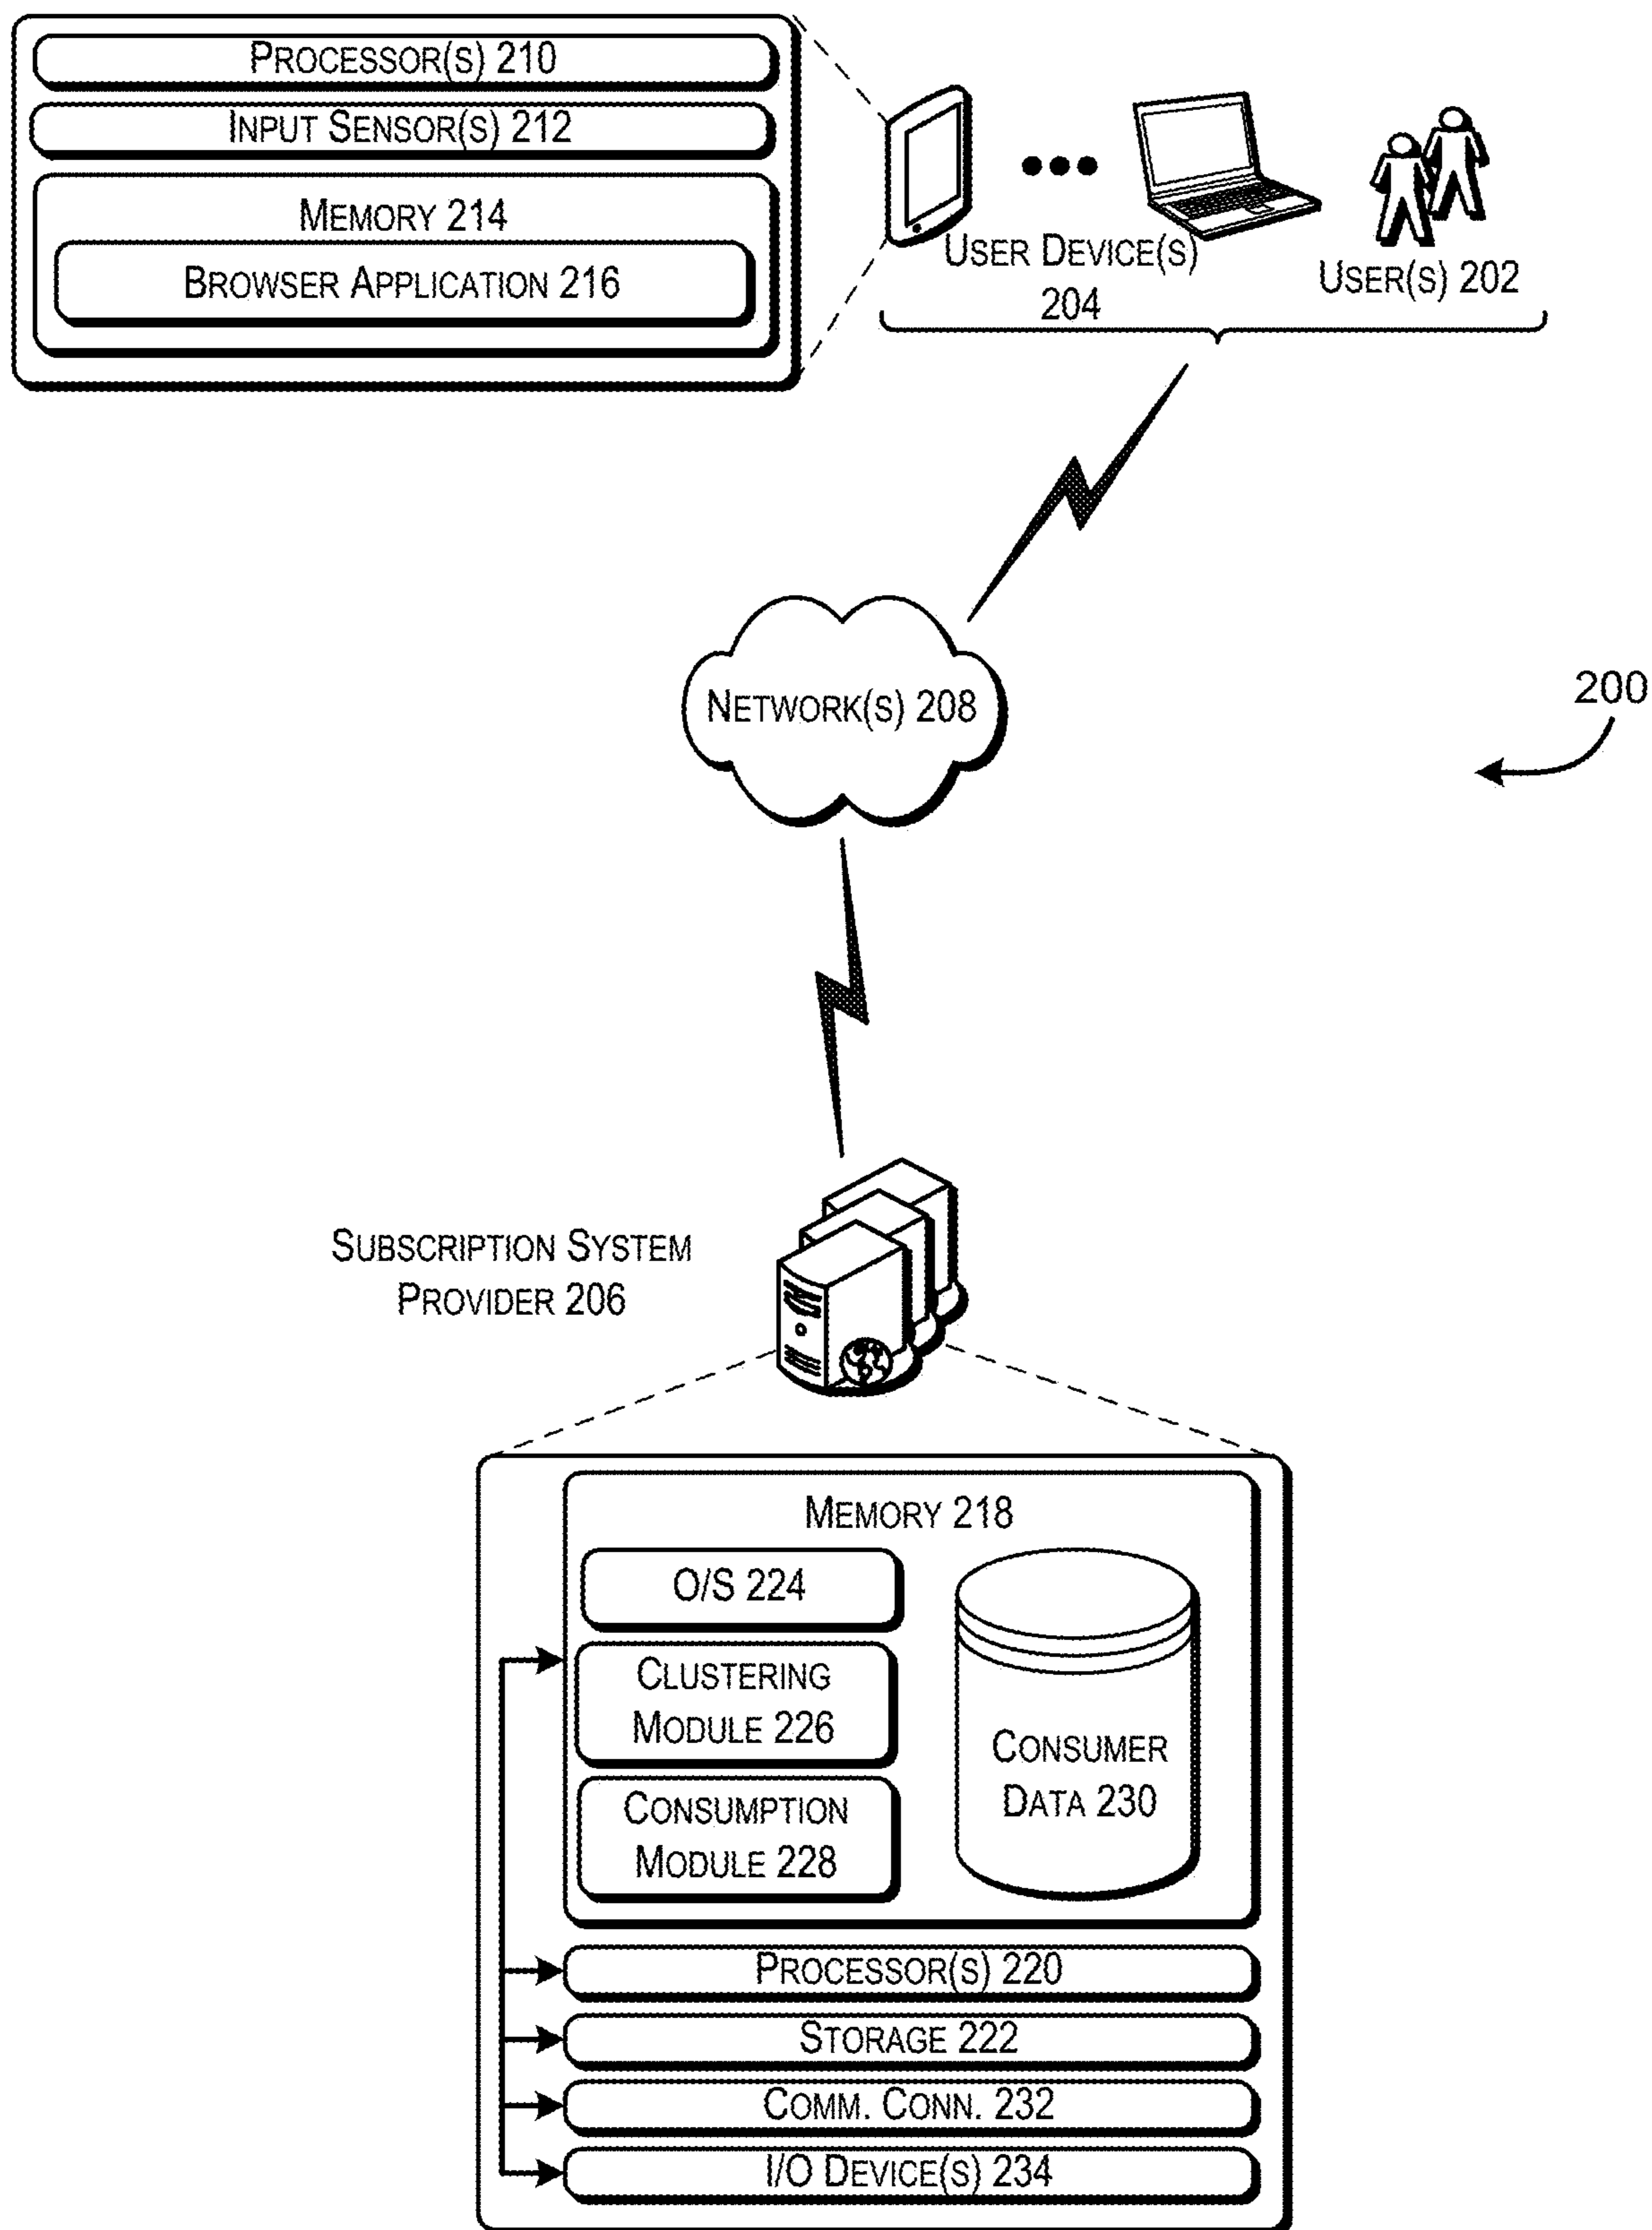 PROCESSOR(S) 210
INPUT SENSOR(S) 212
MEMORY 214
BROWSER APPLICATION 216
USER DEVICE(S)
204
USER(S) 202
NETWORK(S) 208
200
SUBSCRIPTION SYSTEM
PROVIDER 206
MEMORY 218
O/S 224
CLUSTERING
MODULE 226
CONSUMPTION
MODULE 228
CONSUMER
DATA 230
PROCESSOR(S) 220
STORAGE 222
COMM. CONN. 232
I/O DEVICE(S) 234